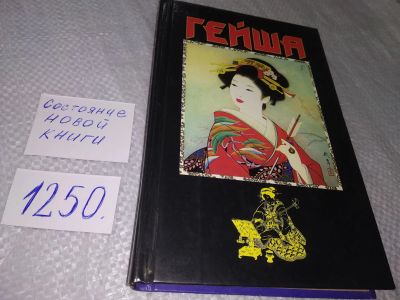 ГЕЙША
состояние
новой
книги
1250.